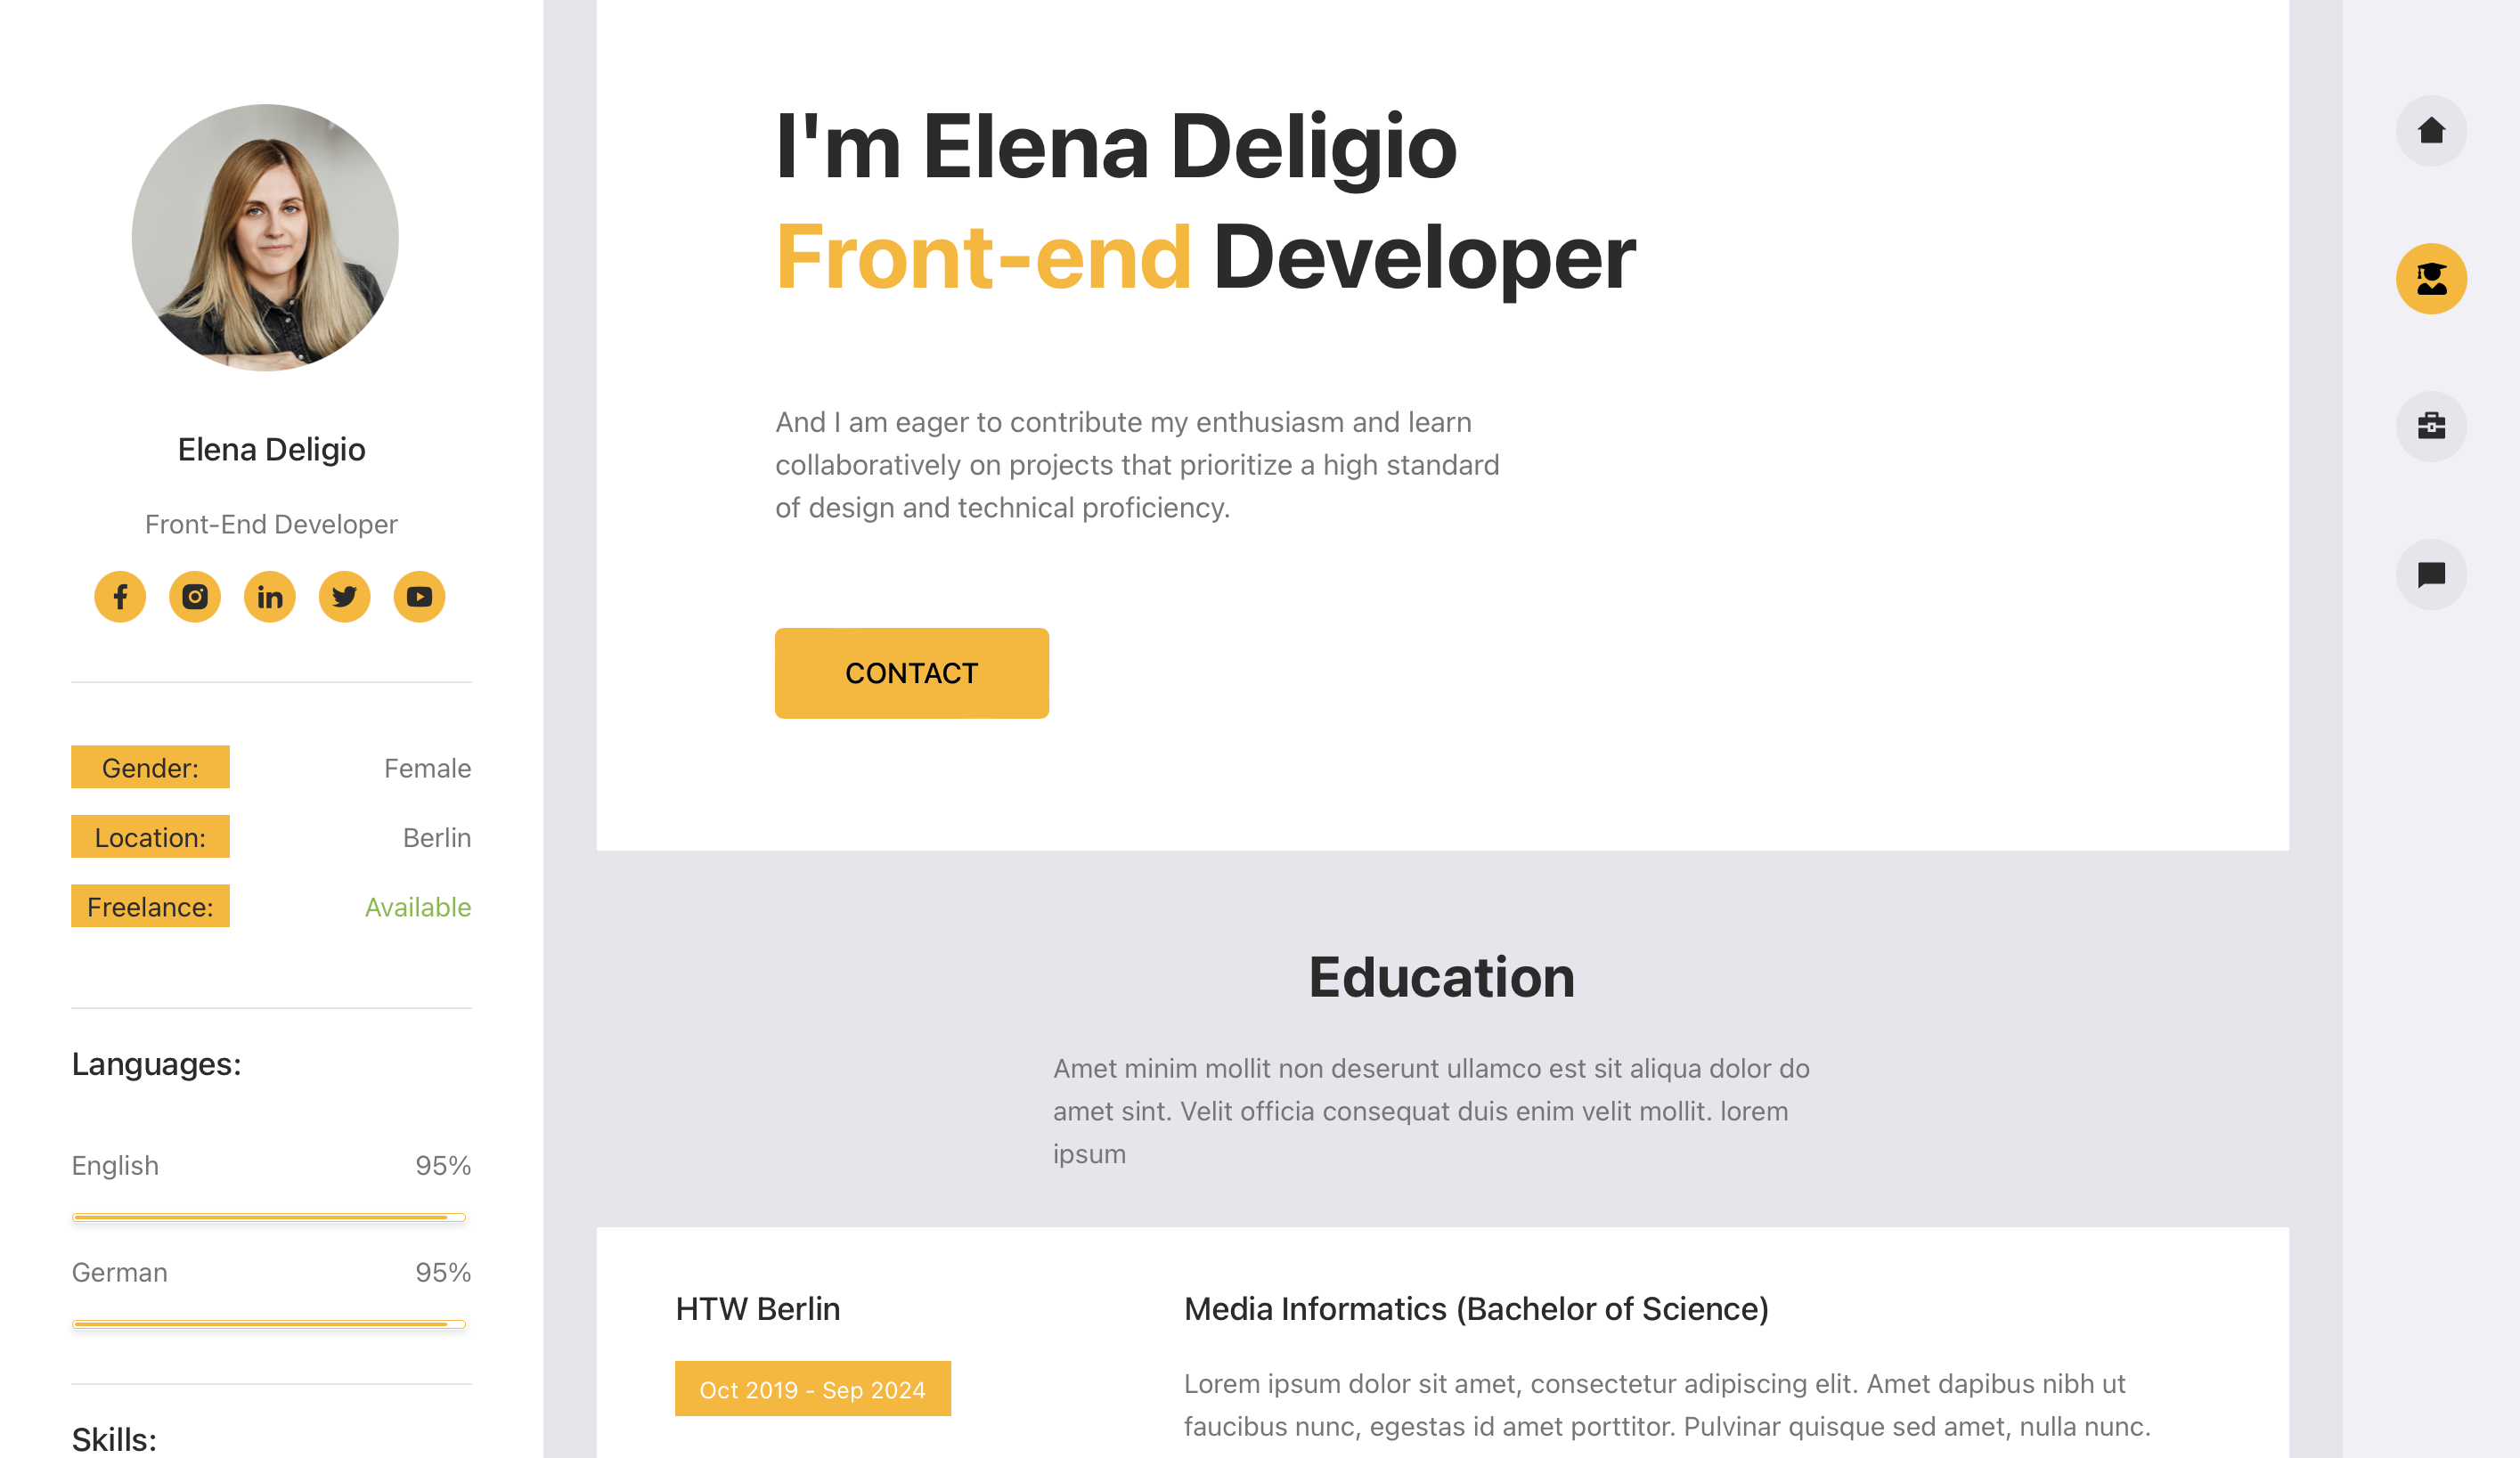 Elena Deligio
Front-End Developer
Gender: Female
Location: Berlin
Freelance: Available
Languages:
English 95%
German 95%
Skills:
I'm Elena Deligio
Front-end Developer
And I am eager to contribute my enthusiasm and learn
collaboratively on projects that prioritize a high standard
of design and technical proficiency.
CONTACT
Education
Amet minim mollit non deserunt ullamco est sit aliqua dolor do
amet sint. Velit officia consequat duis enim velit mollit. lorem
ipsum
HTW Berlin
Oct 2019 - Sep 2024
Media Informatics (Bachelor of Science)
Lorem ipsum dolor sit amet, consectetur adipiscing elit. Amet dapibus nibh ut
faucibus nunc, egestas id amet porttitor. Pulvinar quisque sed amet, nulla nunc.